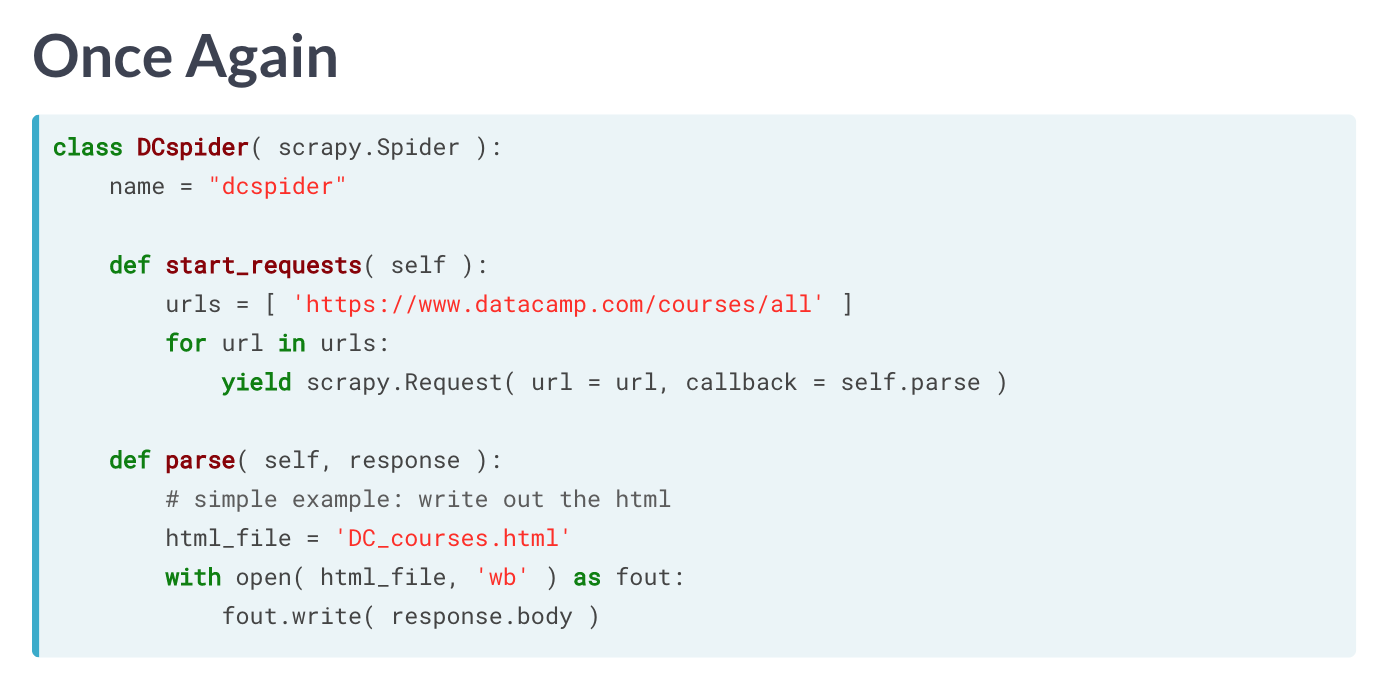 Once Again
class DCspider( scrapy.Spider ):
    name = "dcspider"

    def start_requests( self ):
        urls = [ 'https://www.datacamp.com/courses/all' ]
        for url in urls:
            yield scrapy.Request( url = url, callback = self.parse )

    def parse( self, response ):
        # simple example: write out the html
        html_file = 'DC_courses.html'
        with open( html_file, 'wb' ) as fout:
            fout.write( response.body )